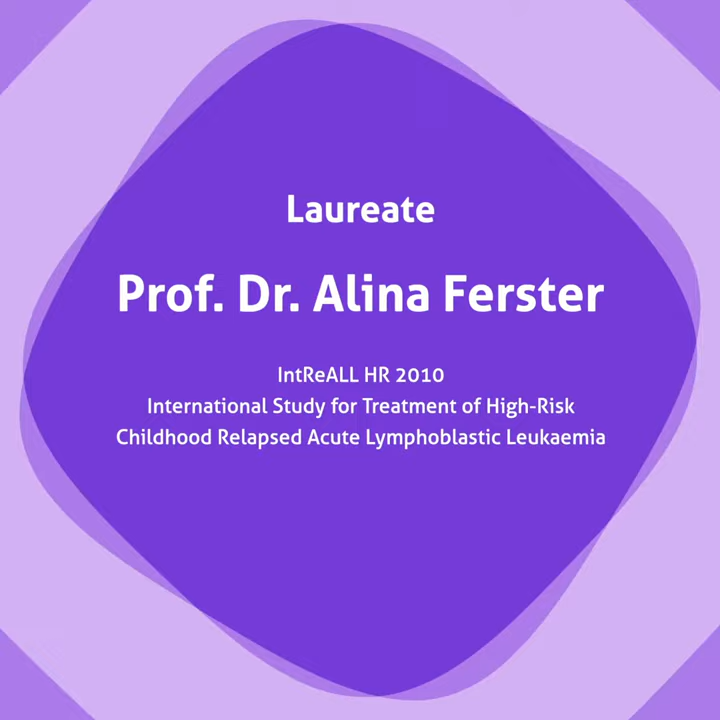 Laureate
Prof. Dr. Alina Ferster
IntReALL HR 2010
International Study for Treatment of High-Risk
Childhood Relapsed Acute Lymphoblastic Leukaemia